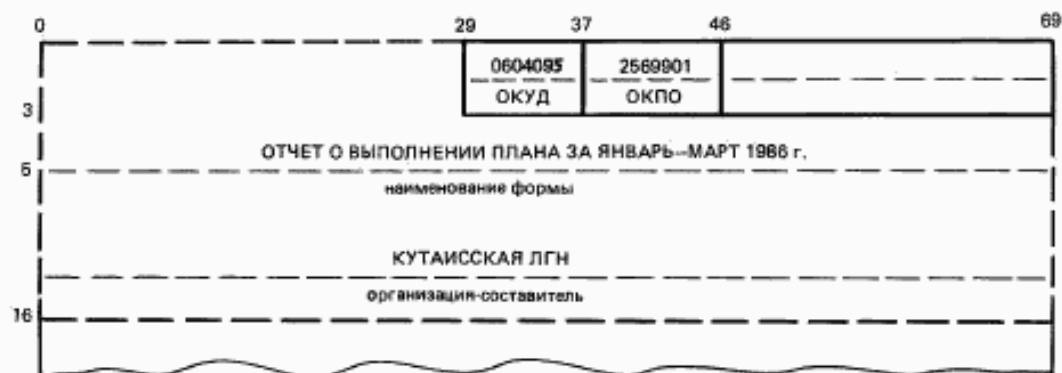 0 29 37 46 69
0604095 2569901
ОКУД ОКПО
3
ОТЧЕТ О ВЫПОЛНЕНИИ ПЛАНА ЗА ЯНВАРЬ—МАРТ 1986 г.
5
наименование формы
КУТАИССКАЯ ЛГН
организация-составитель
16